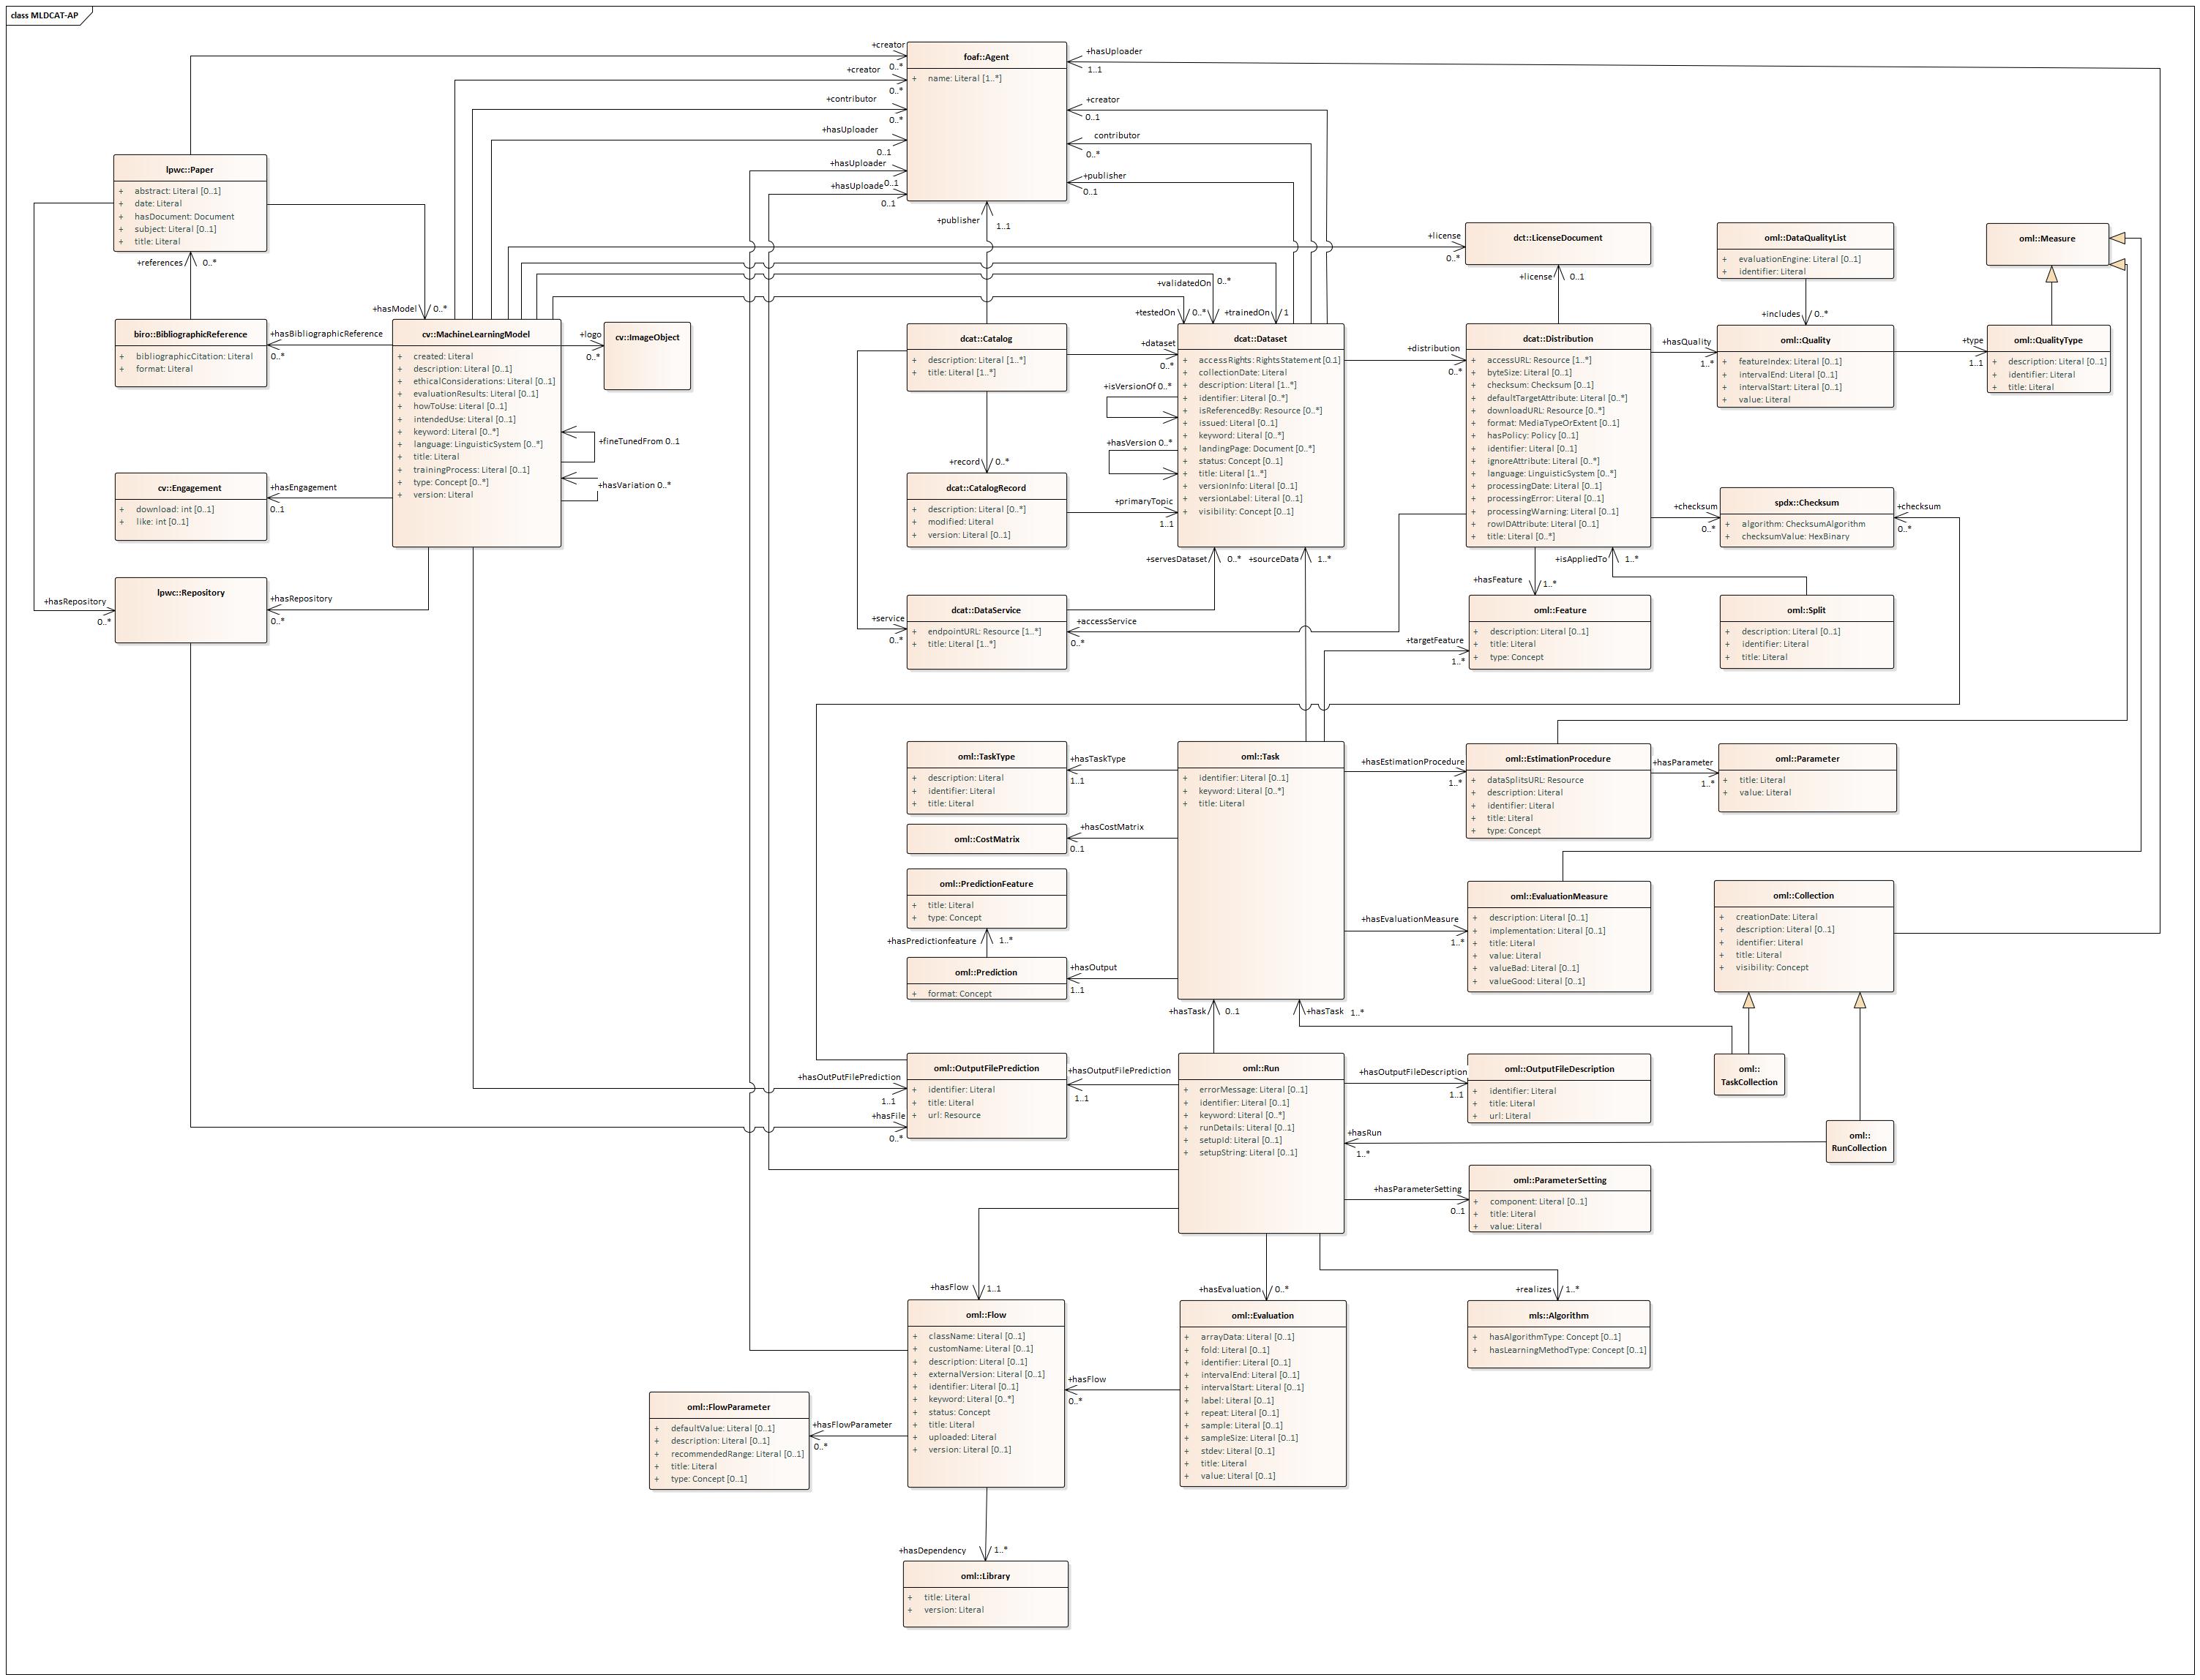 class MLDCAT-AP
foaf::Agent
+ name: Literal [1..*]
+creator
0..*
+creator
0..*
+contributor
0..*
+hasUploader
0..1
+hasUploader
0..1
+hasUploade
0..1
+hasUploader
1..1
+creator
0..1
contributor
0..*
+publisher
0..1
+publisher
1..1
lpwc::Paper
+ abstract: Literal [0..1]
+ date: Literal
+ hasDocument: Document
+ subject: Literal [0..1]
+ title: Literal
+references
0..*
+hasModel
0..*
+license
0..*
dct::LicenseDocument
+license
0..1
oml::DataQualityList
+ evaluationEngine: Literal [0..1]
+ identifier: Literal
+includes
0..*
oml::Measure
+validatedOn
0..*
+testedOn
0..*
+trainedOn
1
biro::BibliographicReference
+ bibliographicCitation: Literal
+ format: Literal
+hasBibliographicReference
0..*
cv::MachineLearningModel
+ created: Literal
+ description: Literal [0..1]
+ ethicalConsiderations: Literal [0..1]
+ evaluationResults: Literal [0..1]
+ howToUse: Literal [0..1]
+ intendedUse: Literal [0..1]
+ keyword: Literal [0..*]
+ language: LinguisticSystem [0..*]
+ title: Literal
+ trainingProcess: Literal [0..1]
+ type: Concept [0..*]
+ version: Literal
+logo
0..*
cv::ImageObject
+fineTunedFrom 0..1
+hasVariation 0..*
dcat::Catalog
+ description: Literal [1..*]
+ title: Literal [1..*]
+dataset
0..*
dcat::Dataset
+ accessRights: RightsStatement [0.1]
+ collectionDate: Literal
+ description: Literal [1..*]
+ identifier: Literal [0..*]
+ isReferencedBy: Resource [0..*]
+ issued: Literal [0..1]
+ keyword: Literal [0..*]
+ landingPage: Document [0..*]
+ status: Concept [0..1]
+ title: Literal [1..*]
+ versionInfo: Literal [0..1]
+ versionLabel: Literal [0..1]
+ visibility: Concept [0..1]
+isVersionOf 0..*
+hasVersion 0..*
+distribution
0..*
dcat::Distribution
+ accessURL: Resource [1..*]
+ byteSize: Literal [0..1]
+ checksum: Checksum [0..1]
+ defaultTargetAttribute: Literal [0..*]
+ downloadURL: Resource [0..*]
+ format: MediaTypeOrExtent [0..1]
+ hasPolicy: Policy [0..1]
+ identifier: Literal [0..1]
+ ignoreAttribute: Literal [0..*]
+ language: LinguisticSystem [0..*]
+ processingDate: Literal [0..1]
+ processingError: Literal [0..1]
+ processingWarning: Literal [0..1]
+ rowIDAttribute: Literal [0..1]
+ title: Literal [0..*]
+hasQuality
1..*
oml::Quality
+ featureIndex: Literal [0..1]
+ intervalEnd: Literal [0..1]
+ intervalStart: Literal [0..1]
+ value: Literal
+type
1..1
oml::QualityType
+ description: Literal [0..1]
+ identifier: Literal
+ title: Literal
+record
0..*
dcat::CatalogRecord
+ description: Literal [0..*]
+ modified: Literal
+ version: Literal [0..1]
+primaryTopic
1..1
cv::Engagement
+ download: int [0..1]
+ like: int [0..1]
+hasEngagement
0..1
+checksum
0..*
spdx::Checksum
+ algorithm: ChecksumAlgorithm
+ checksumValue: HexBinary
+checksum
0..*
+servesDataset
0..*
+sourceData
1..*
+isAppliedTo
1..*
+hasFeature
1..*
lpwc::Repository
+hasRepository
0..*
+hasRepository
0..*
+service
0..*
dcat::DataService
+ endpointURL: Resource [1..*]
+ title: Literal [1..*]
+accessService
0..*
+targetFeature
1..*
oml::Feature
+ description: Literal [0..1]
+ title: Literal
+ type: Concept
oml::Split
+ description: Literal [0..1]
+ identifier: Literal
+ title: Literal
oml::TaskType
+ description: Literal
+ identifier: Literal
+ title: Literal
+hasTaskType
1..1
oml::Task
+ identifier: Literal [0..1]
+ keyword: Literal [0..*]
+ title: Literal
+hasEstimationProcedure
1..*
oml::EstimationProcedure
+ dataSplitsURL: Resource
+ description: Literal
+ identifier: Literal
+ title: Literal
+ type: Concept
+hasParameter
1..*
oml::Parameter
+ title: Literal
+ value: Literal
oml::CostMatrix
+hasCostMatrix
0..1
oml::PredictionFeature
+ title: Literal
+ type: Concept
+hasPredictionfeature
1..*
oml::Prediction
+ format: Concept
+hasOutput
1..1
+hasEvaluationMeasure
1..*
oml::EvaluationMeasure
+ description: Literal [0..1]
+ implementation: Literal [0..1]
+ title: Literal
+ value: Literal
+ valueBad: Literal [0..1]
+ valueGood: Literal [0..1]
oml::Collection
+ creationDate: Literal
+ description: Literal [0..1]
+ identifier: Literal
+ title: Literal
+ visibility: Concept
+hasTask
0..1
+hasTask
1..*
+hasOutPutFilePrediction
1..1
+hasFile
0..*
oml::OutputFilePrediction
+ identifier: Literal
+ title: Literal
+ url: Resource
+hasOutputFilePrediction
1..1
oml::Run
+ errorMessage: Literal [0..1]
+ identifier: Literal [0..1]
+ keyword: Literal [0..*]
+ runDetails: Literal [0..1]
+ setupId: Literal [0..1]
+ setupString: Literal [0..1]
+hasOutputFileDescription
1..1
oml::OutputFileDescription
+ identifier: Literal
+ title: Literal
+ url: Literal
oml::
TaskCollection
+hasRun
1..*
oml::
RunCollection
+hasParameterSetting
0..1
oml::ParameterSetting
+ component: Literal [0..1]
+ title: Literal
+ value: Literal
+hasFlow
1..1
+hasEvaluation
0..*
+realizes
1..*
oml::Flow
+ className: Literal [0..1]
+ customName: Literal [0..1]
+ description: Literal [0..1]
+ externalVersion: Literal [0..1]
+ identifier: Literal [0..1]
+ keyword: Literal [0..*]
+ status: Concept
+ title: Literal
+ uploaded: Literal
+ version: Literal [0..1]
+hasFlow
0..*
oml::Evaluation
+ arrayData: Literal [0..1]
+ fold: Literal [0..1]
+ identifier: Literal [0..1]
+ intervalEnd: Literal [0..1]
+ intervalStart: Literal [0..1]
+ label: Literal [0..1]
+ repeat: Literal [0..1]
+ sample: Literal [0..1]
+ sampleSize: Literal [0..1]
+ stdev: Literal [0..1]
+ title: Literal
+ value: Literal [0..1]
mls::Algorithm
+ hasAlgorithmType: Concept [0..1]
+ hasLearningMethodType: Concept [0..1]
oml::FlowParameter
+ defaultValue: Literal [0..1]
+ description: Literal [0..1]
+ recommendedRange: Literal [0..1]
+ title: Literal
+ type: Concept [0..1]
+hasFlowParameter
0..*
+hasDependency
1..*
oml::Library
+ title: Literal
+ version: Literal